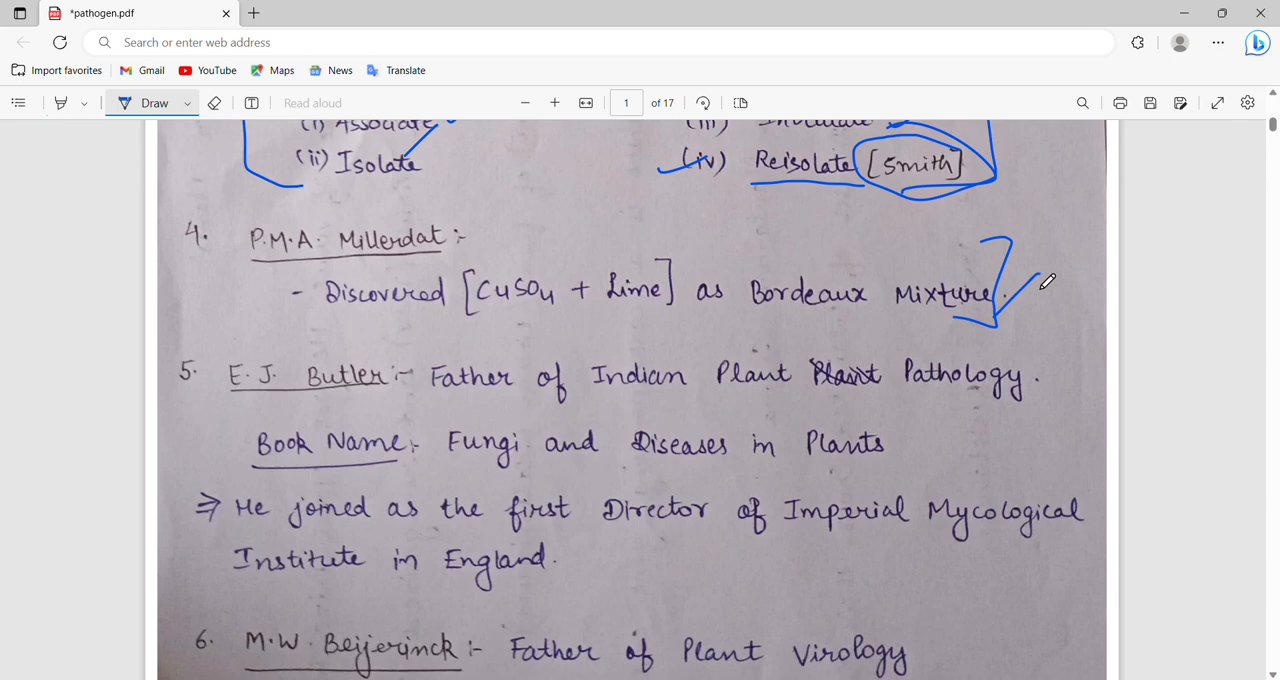 *pathogen.pdf
Search or enter web address
Import favorites Gmail YouTube Maps News Translate
Draw Read aloud 1 of 17
(i) Associate (iii) Inoculate
(ii) Isolate (iv) Reisolate [Smith]
4. P.M.A. Millerdat :-
- Discovered [CuSO4 + Lime] as Bordeaux Mixture.
5. E. J. Butler :- Father of Indian Plant Pathology.
Book Name :- Fungi and Diseases in Plants
⇒ He joined as the first Director of Imperial Mycological
Institute in England.
6. M.W. Beijerinck :- Father of Plant Virology